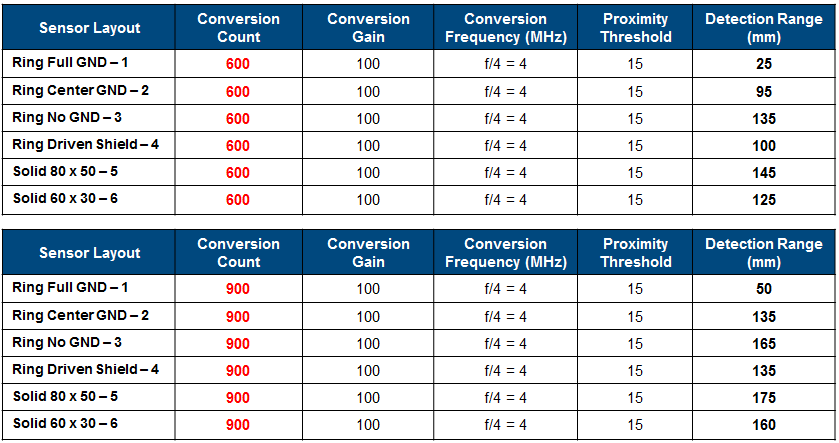 Sensor Layout Conversion Count Conversion Gain Conversion Frequency (MHz) Proximity Threshold Detection Range (mm)
Ring Full GND – 1 600 100 f/4 = 4 15 25
Ring Center GND – 2 600 100 f/4 = 4 15 95
Ring No GND – 3 600 100 f/4 = 4 15 135
Ring Driven Shield – 4 600 100 f/4 = 4 15 100
Solid 80 x 50 – 5 600 100 f/4 = 4 15 145
Solid 60 x 30 – 6 600 100 f/4 = 4 15 125
Sensor Layout Conversion Count Conversion Gain Conversion Frequency (MHz) Proximity Threshold Detection Range (mm)
Ring Full GND – 1 900 100 f/4 = 4 15 50
Ring Center GND – 2 900 100 f/4 = 4 15 135
Ring No GND – 3 900 100 f/4 = 4 15 165
Ring Driven Shield – 4 900 100 f/4 = 4 15 135
Solid 80 x 50 – 5 900 100 f/4 = 4 15 175
Solid 60 x 30 – 6 900 100 f/4 = 4 15 160